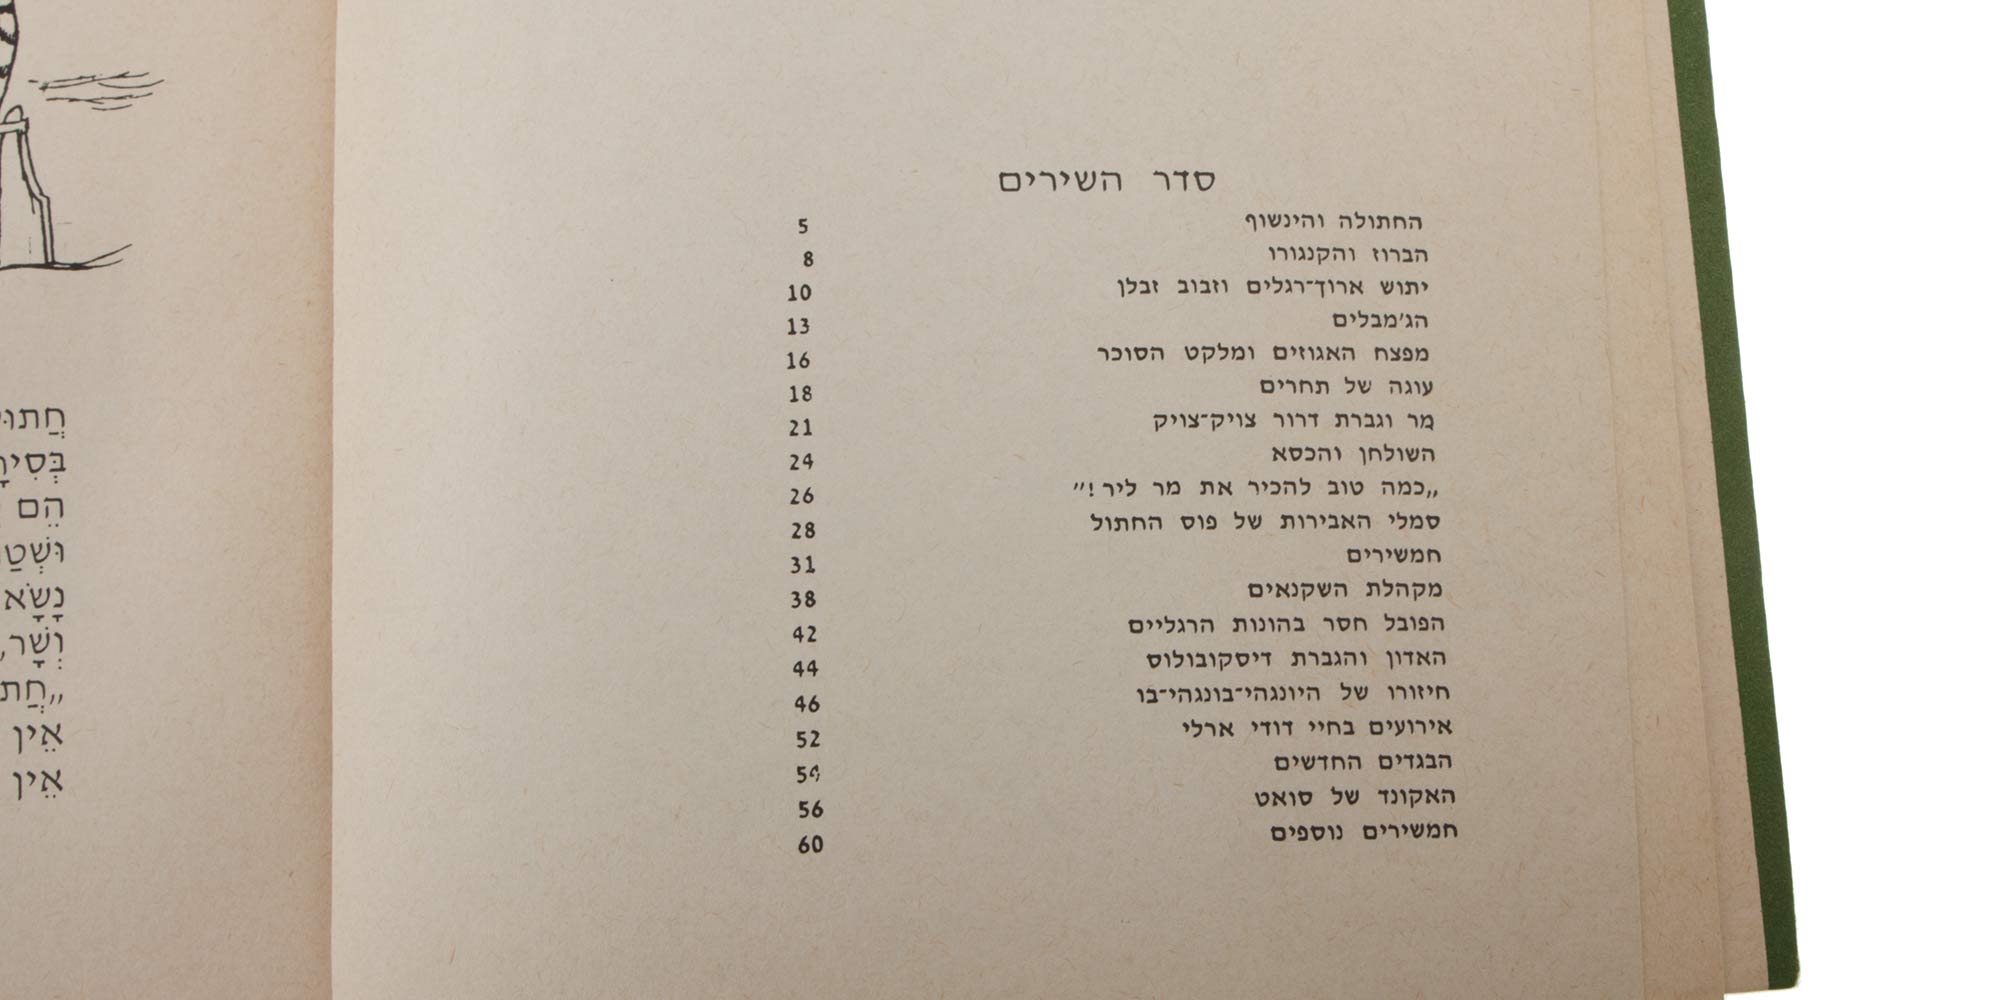 סדר השירים
החתולה והינשוף 5
הברוז והקנגורו 8
יתוש ארוך־רגלים וזבוב זבלן 10
הג'מבלים 13
מפצח האגוזים ומלקט הסוכר 16
עוגה של תחרים 18
מר וגברת דרור צויק־צויק 21
השולחן והכסא 24
„כמה טוב להכיר את מר ליר!” 26
סמלי האבירות של פוס החתול 28
חמשירים 31
מקהלת השקנאים 38
הפובל חסר בהונות הרגליים 42
האדון והגברת דיסקובולוס 44
חיזורו של היונגהי־בונגהי־בו 46
אירועים בחיי דודי ארלי 52
הבגדים החדשים 54
האקונד של סואט 56
חמשירים נוספים 60
הֵם
נָשָׂא
וְשָׁר,
אֵין
אֵין